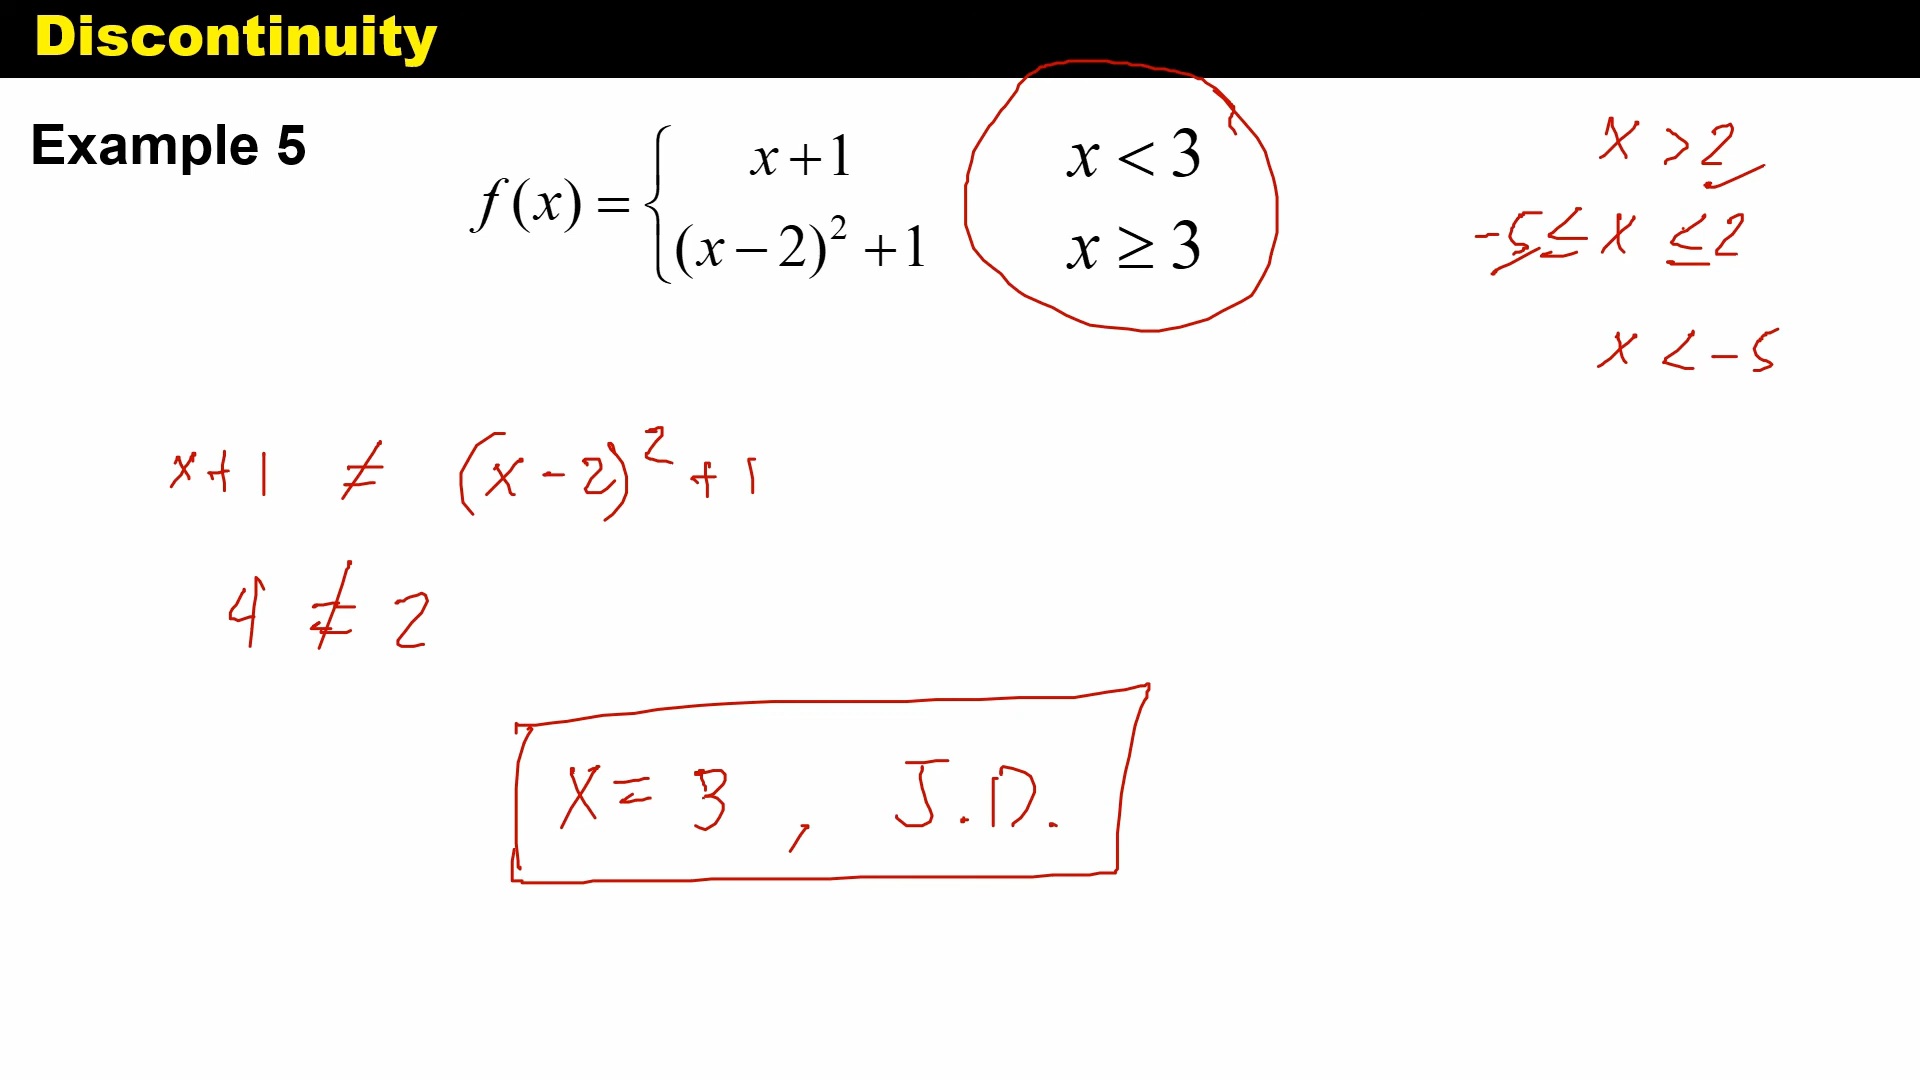 Discontinuity
Example 5
f(x) = { x+1   x < 3
(x−2)² +1   x ≥ 3
x > 2
-5 ≤ x ≤ 2
x < -5
x+1 ≠ (x-2)² + 1
4 ≠ 2
x = 3 , J.D.